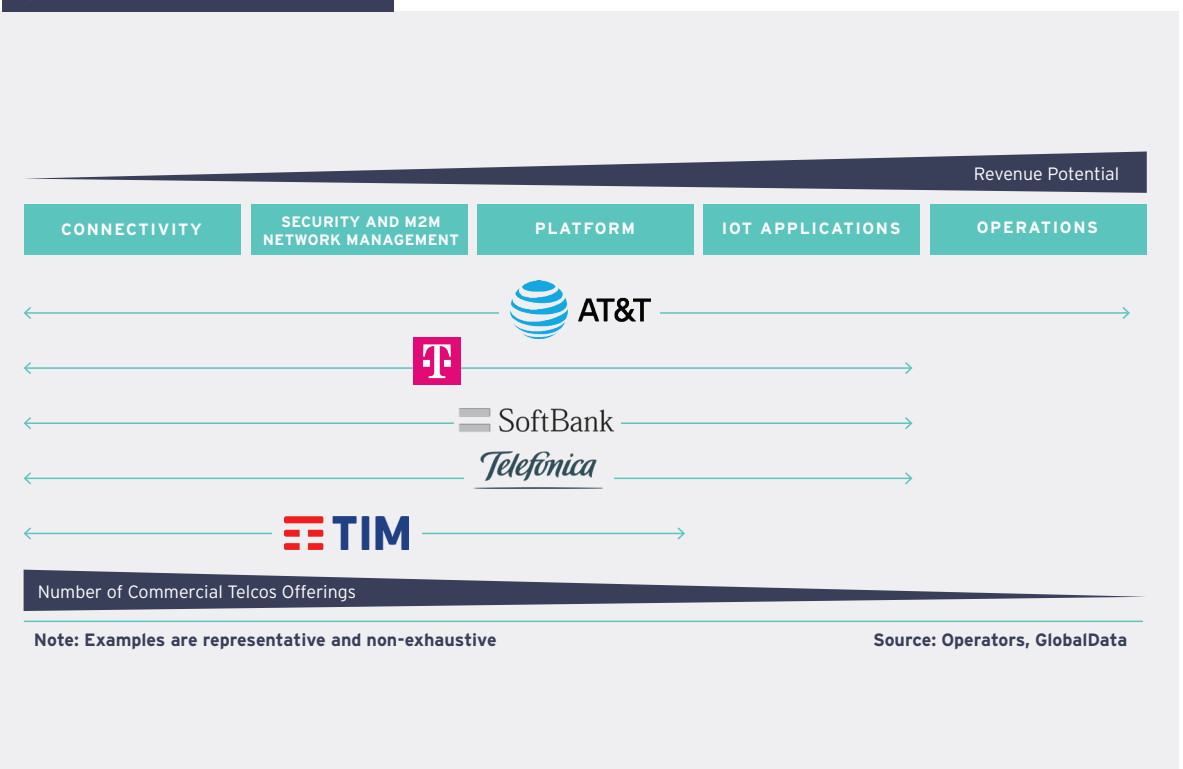 Revenue Potential
CONNECTIVITY
SECURITY AND M2M
NETWORK MANAGEMENT
PLATFORM
IOT APPLICATIONS
OPERATIONS
AT&T
T
SoftBank
Telefónica
TIM
Number of Commercial Telcos Offerings
Note: Examples are representative and non-exhaustive
Source: Operators, GlobalData